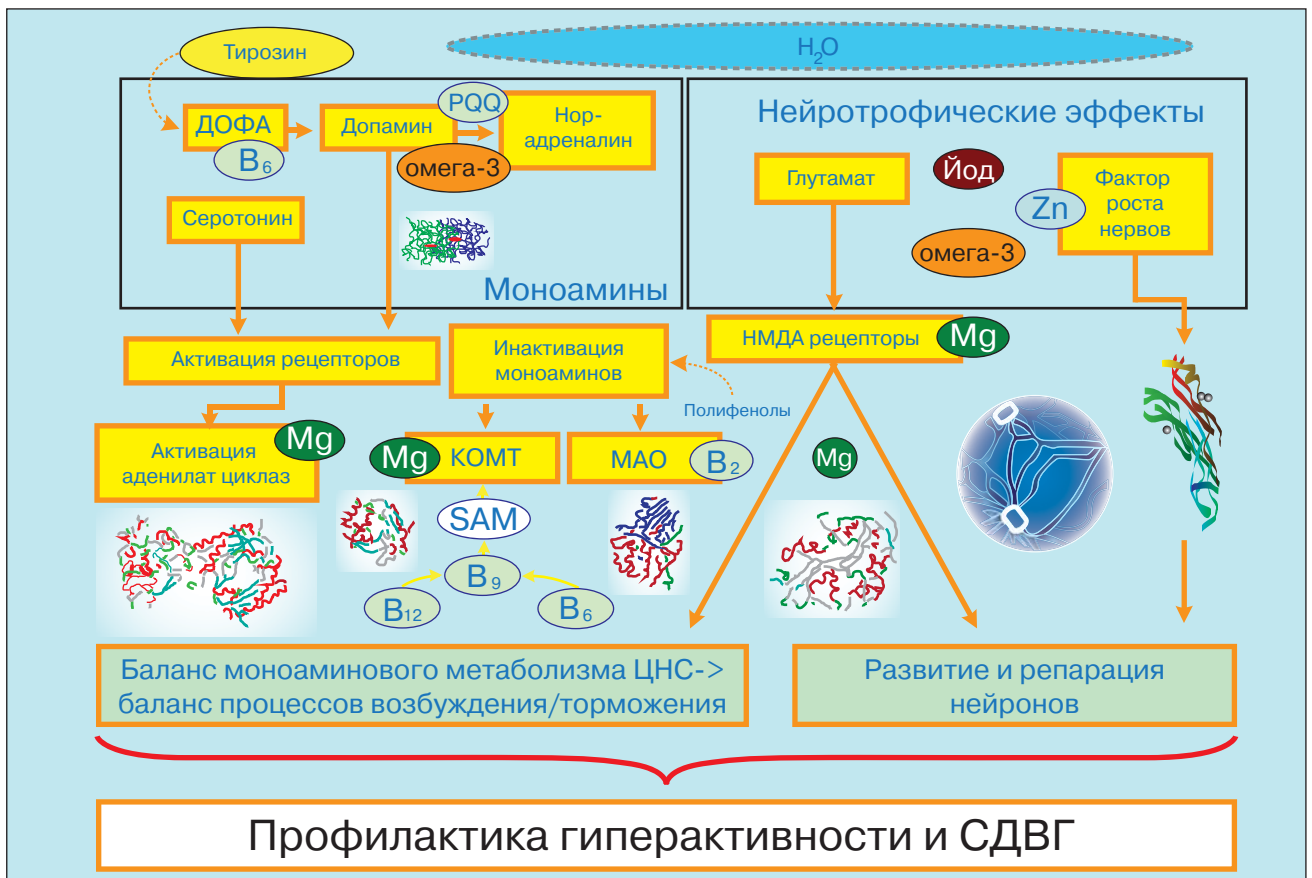 Тирозин
H2O
ДОФА
B6
Допамин
PQQ
омега-3
Нор-
адреналин
Серотонин
Моноамины
Нейротрофические эффекты
Глутамат
Йод
омега-3
Zn
Фактор
роста
нервов
Активация рецепторов
Инактивация
моноаминов
НМДА рецепторы
Mg
Полифенолы
Активация
аденилат циклаз
Mg
Mg
КОМТ
МАО
B2
Mg
SAM
B9
B12
B6
Баланс моноаминового метаболизма ЦНС->
баланс процессов возбуждения/торможения
Развитие и репарация
нейронов
Профилактика гиперактивности и СДВГ